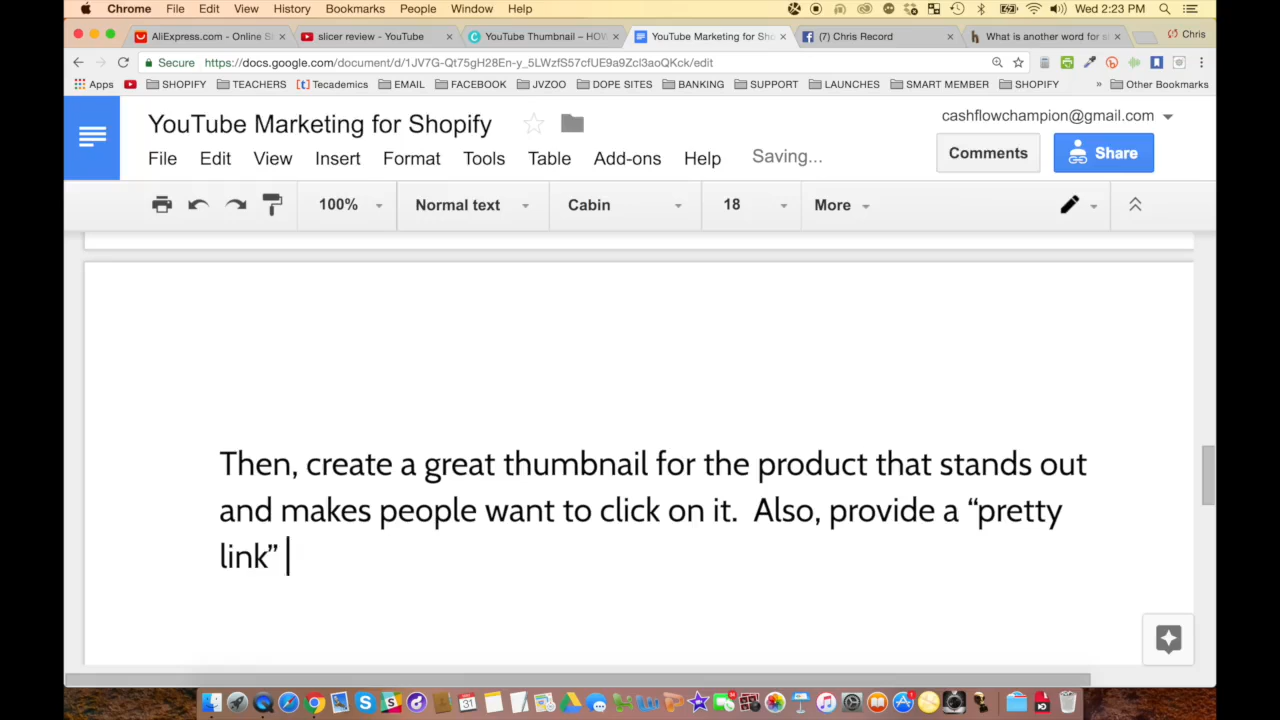 Chrome File Edit View History Bookmarks People Window Help Wed 2:23 PM
AliExpress.com - Online S slicer review - YouTube YouTube Thumbnail – HOW YouTube Marketing for Sho (7) Chris Record What is another word for s Chris
Secure https://docs.google.com/document/d/1JV7G-Qt75gH28En-y_5LWzfS57cfUE9a9Zcl3aoQKck/edit
Apps SHOPIFY TEACHERS [t] Tecademics EMAIL FACEBOOK JVZOO DOPE SITES BANKING SUPPORT LAUNCHES SMART MEMBER SHOPIFY » Other Bookmarks
YouTube Marketing for Shopify cashflowchampion@gmail.com
File Edit View Insert Format Tools Table Add-ons Help Saving... Comments Share
100% Normal text Cabin 18 More
Then, create a great thumbnail for the product that stands out
and makes people want to click on it. Also, provide a “pretty
link”